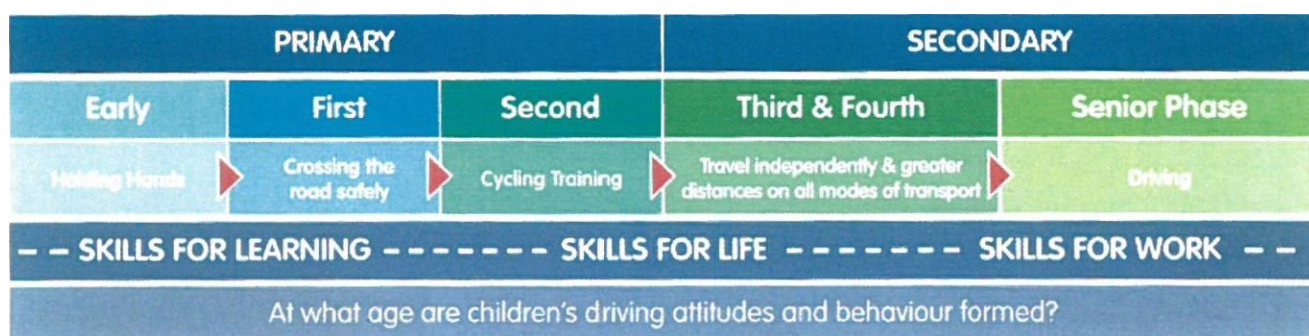 PRIMARY
SECONDARY
Early
First
Second
Third & Fourth
Senior Phase
Holding Hands
Crossing the
road safely
Cycling Training
Travel independently & greater
distances on all modes of transport
Driving
– – SKILLS FOR LEARNING – – – – – – – SKILLS FOR LIFE – – – – – – – SKILLS FOR WORK – –
At what age are children's driving attitudes and behaviour formed?